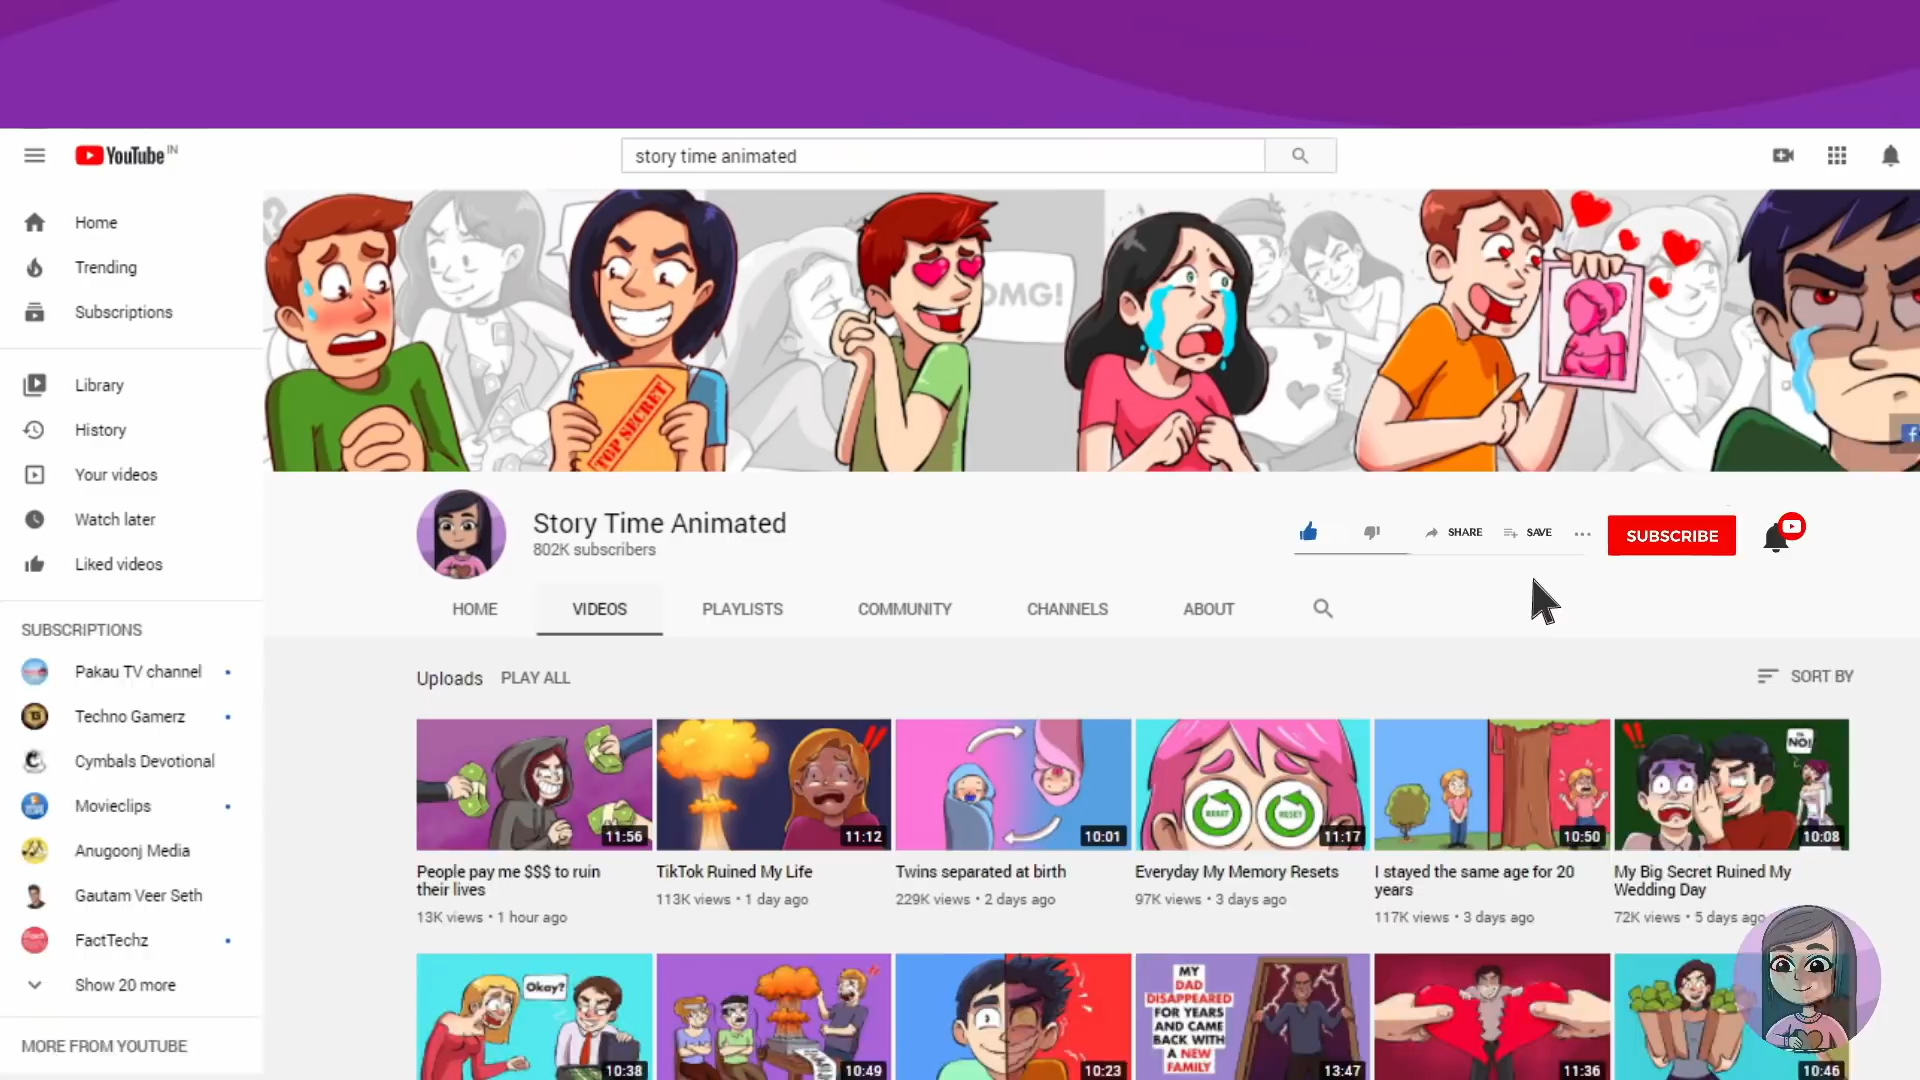 YouTube IN
story time animated
Home
Trending
Subscriptions
Library
History
Your videos
Watch later
Liked videos
SUBSCRIPTIONS
Pakau TV channel
Techno Gamerz
Cymbals Devotional
Movieclips
Anugoonj Media
Gautam Veer Seth
FactTechz
Show 20 more
MORE FROM YOUTUBE
OMG!
TOP SECRET
f
Story Time Animated
802K subscribers
SHARE
SAVE
SUBSCRIBE
HOME
VIDEOS
PLAYLISTS
COMMUNITY
CHANNELS
ABOUT
Uploads
PLAY ALL
SORT BY
11:56
People pay me $$$ to ruin
their lives
13K views • 1 hour ago
11:12
TikTok Ruined My Life
113K views • 1 day ago
10:01
Twins separated at birth
229K views • 2 days ago
RESET
RESET
11:17
Everyday My Memory Resets
97K views • 3 days ago
10:50
I stayed the same age for 20
years
117K views • 3 days ago
NO!
10:08
My Big Secret Ruined My
Wedding Day
72K views • 5 days ago
Okay?
10:38
10:49
10:23
MY
DAD
DISAPPEARED
FOR YEARS
AND CAME
BACK WITH
A NEW
FAMILY
13:47
11:36
10:46